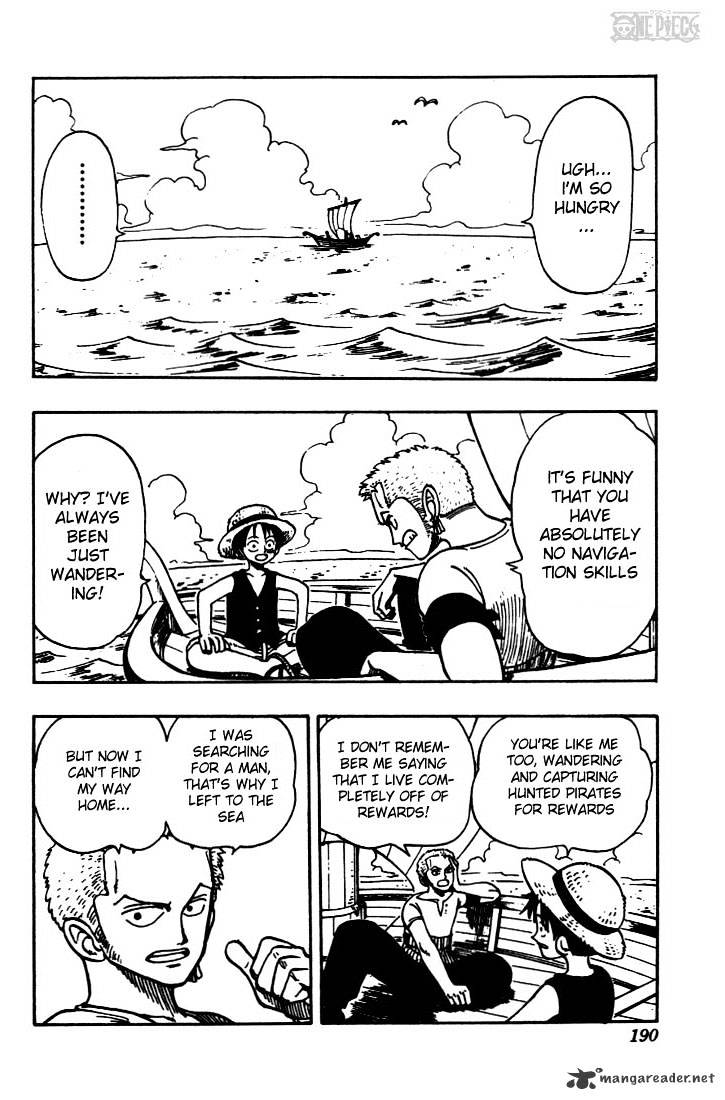 ONE PIECE
UGH...
I'M SO
HUNGRY
...
..........
IT'S FUNNY
THAT YOU
HAVE
ABSOLUTELY
NO NAVIGA-
TION SKILLS
WHY? I'VE
ALWAYS
BEEN
JUST
WANDER-
ING!
YOU'RE LIKE ME
TOO, WANDERING
AND CAPTURING
HUNTED PIRATES
FOR REWARDS
I DON'T REMEM-
BER ME SAYING
THAT I LIVE COM-
PLETELY OFF OF
REWARDS!
I WAS
SEARCHING
FOR A MAN,
THAT'S WHY I
LEFT TO THE
SEA
BUT NOW I
CAN'T FIND
MY WAY
HOME...
190
mangareader.net